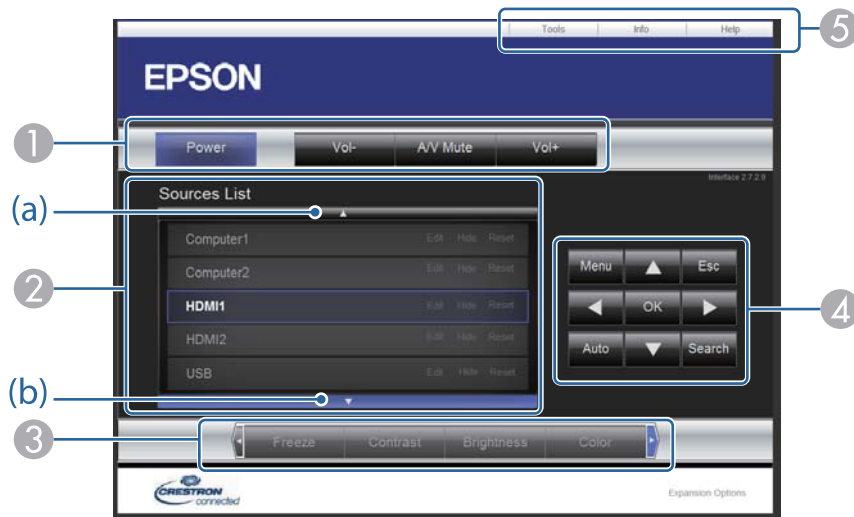 Tools Info Help
5
EPSON
1
Power Vol- A/V Mute Vol+
Interface 2.7.2.9
2
Sources List
(a)
Computer1 Edit Hide Reset
Computer2 Edit Hide Reset
HDMI1 Edit Hide Reset
HDMI2 Edit Hide Reset
USB Edit Hide Reset
(b)
4
Menu Esc
OK
Auto Search
3
Freeze Contrast Brightness Color
CRESTRON
connected
Expansion Options